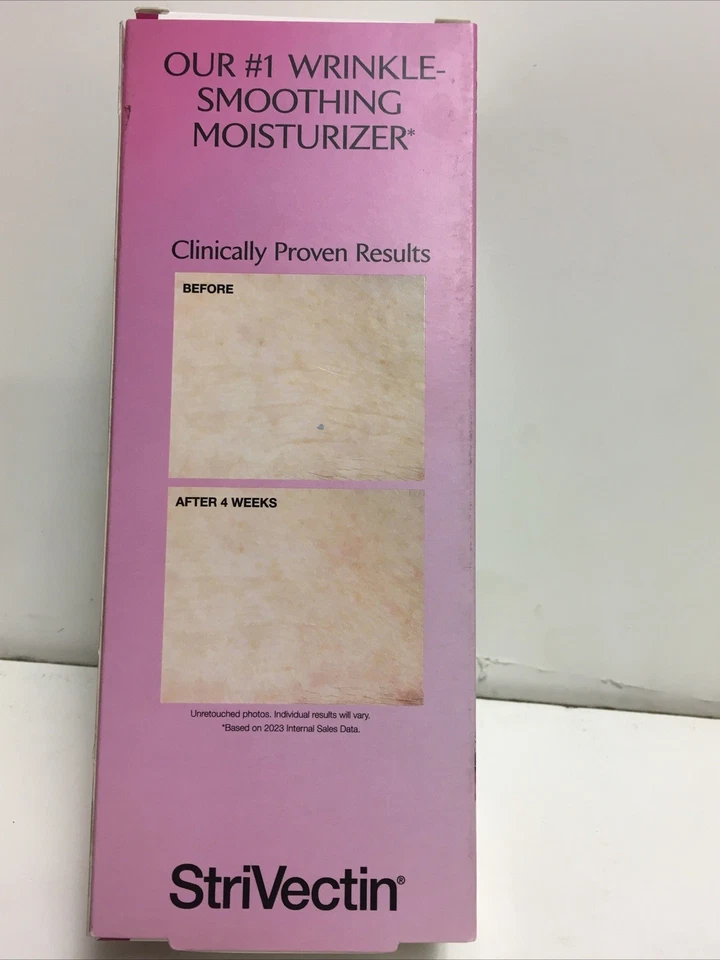 OUR #1 WRINKLE-
SMOOTHING
MOISTURIZER*
Clinically Proven Results
BEFORE
AFTER 4 WEEKS
Unretouched photos. Individual results will vary.
*Based on 2023 Internal Sales Data.
StriVectin®